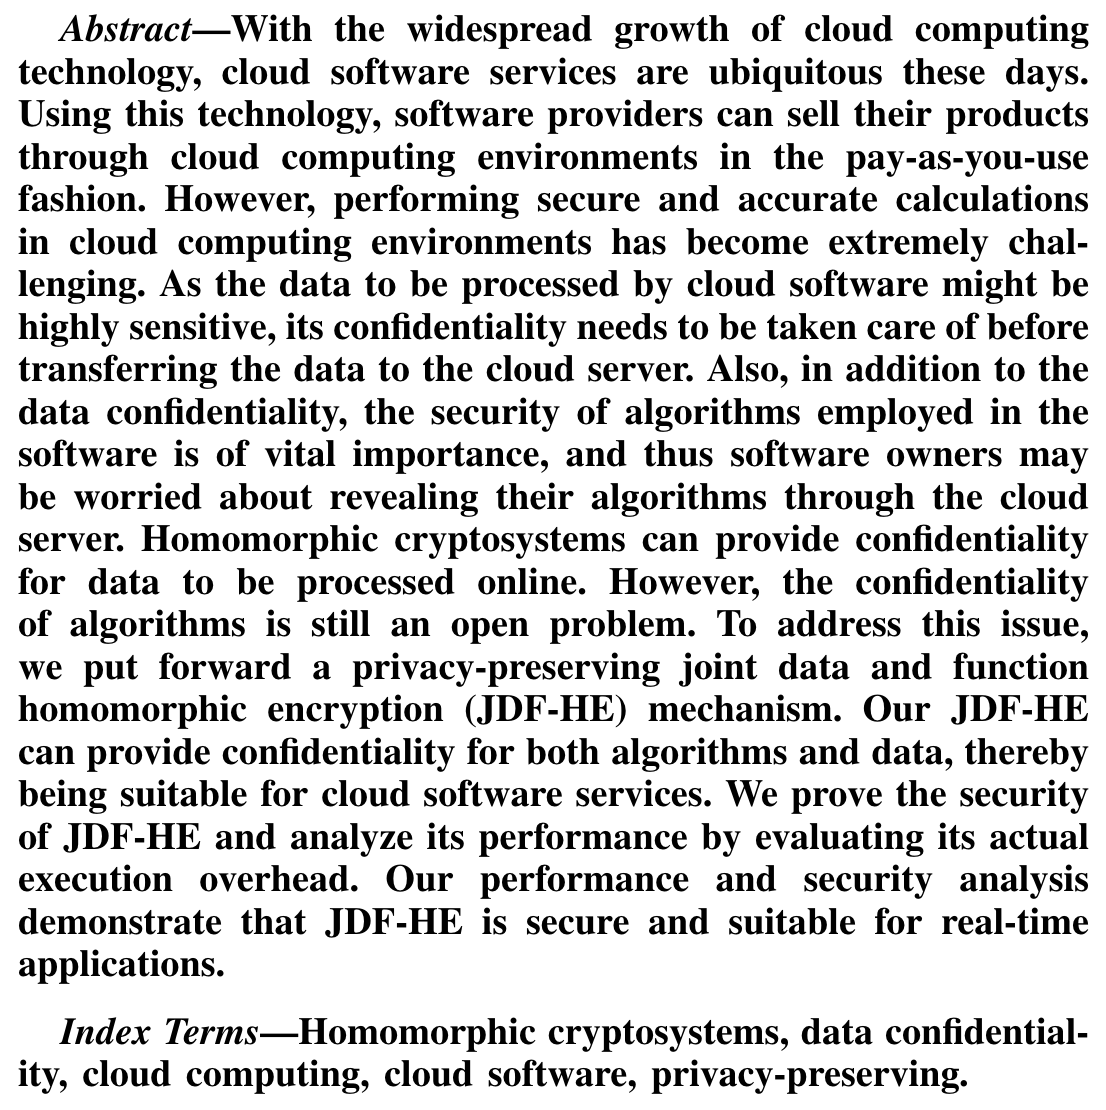 Abstract—With the widespread growth of cloud computing
technology, cloud software services are ubiquitous these days.
Using this technology, software providers can sell their products
through cloud computing environments in the pay-as-you-use
fashion. However, performing secure and accurate calculations
in cloud computing environments has become extremely chal-
lenging. As the data to be processed by cloud software might be
highly sensitive, its confidentiality needs to be taken care of before
transferring the data to the cloud server. Also, in addition to the
data confidentiality, the security of algorithms employed in the
software is of vital importance, and thus software owners may
be worried about revealing their algorithms through the cloud
server. Homomorphic cryptosystems can provide confidentiality
for data to be processed online. However, the confidentiality
of algorithms is still an open problem. To address this issue,
we put forward a privacy-preserving joint data and function
homomorphic encryption (JDF-HE) mechanism. Our JDF-HE
can provide confidentiality for both algorithms and data, thereby
being suitable for cloud software services. We prove the security
of JDF-HE and analyze its performance by evaluating its actual
execution overhead. Our performance and security analysis
demonstrate that JDF-HE is secure and suitable for real-time
applications.
Index Terms—Homomorphic cryptosystems, data confidential-
ity, cloud computing, cloud software, privacy-preserving.